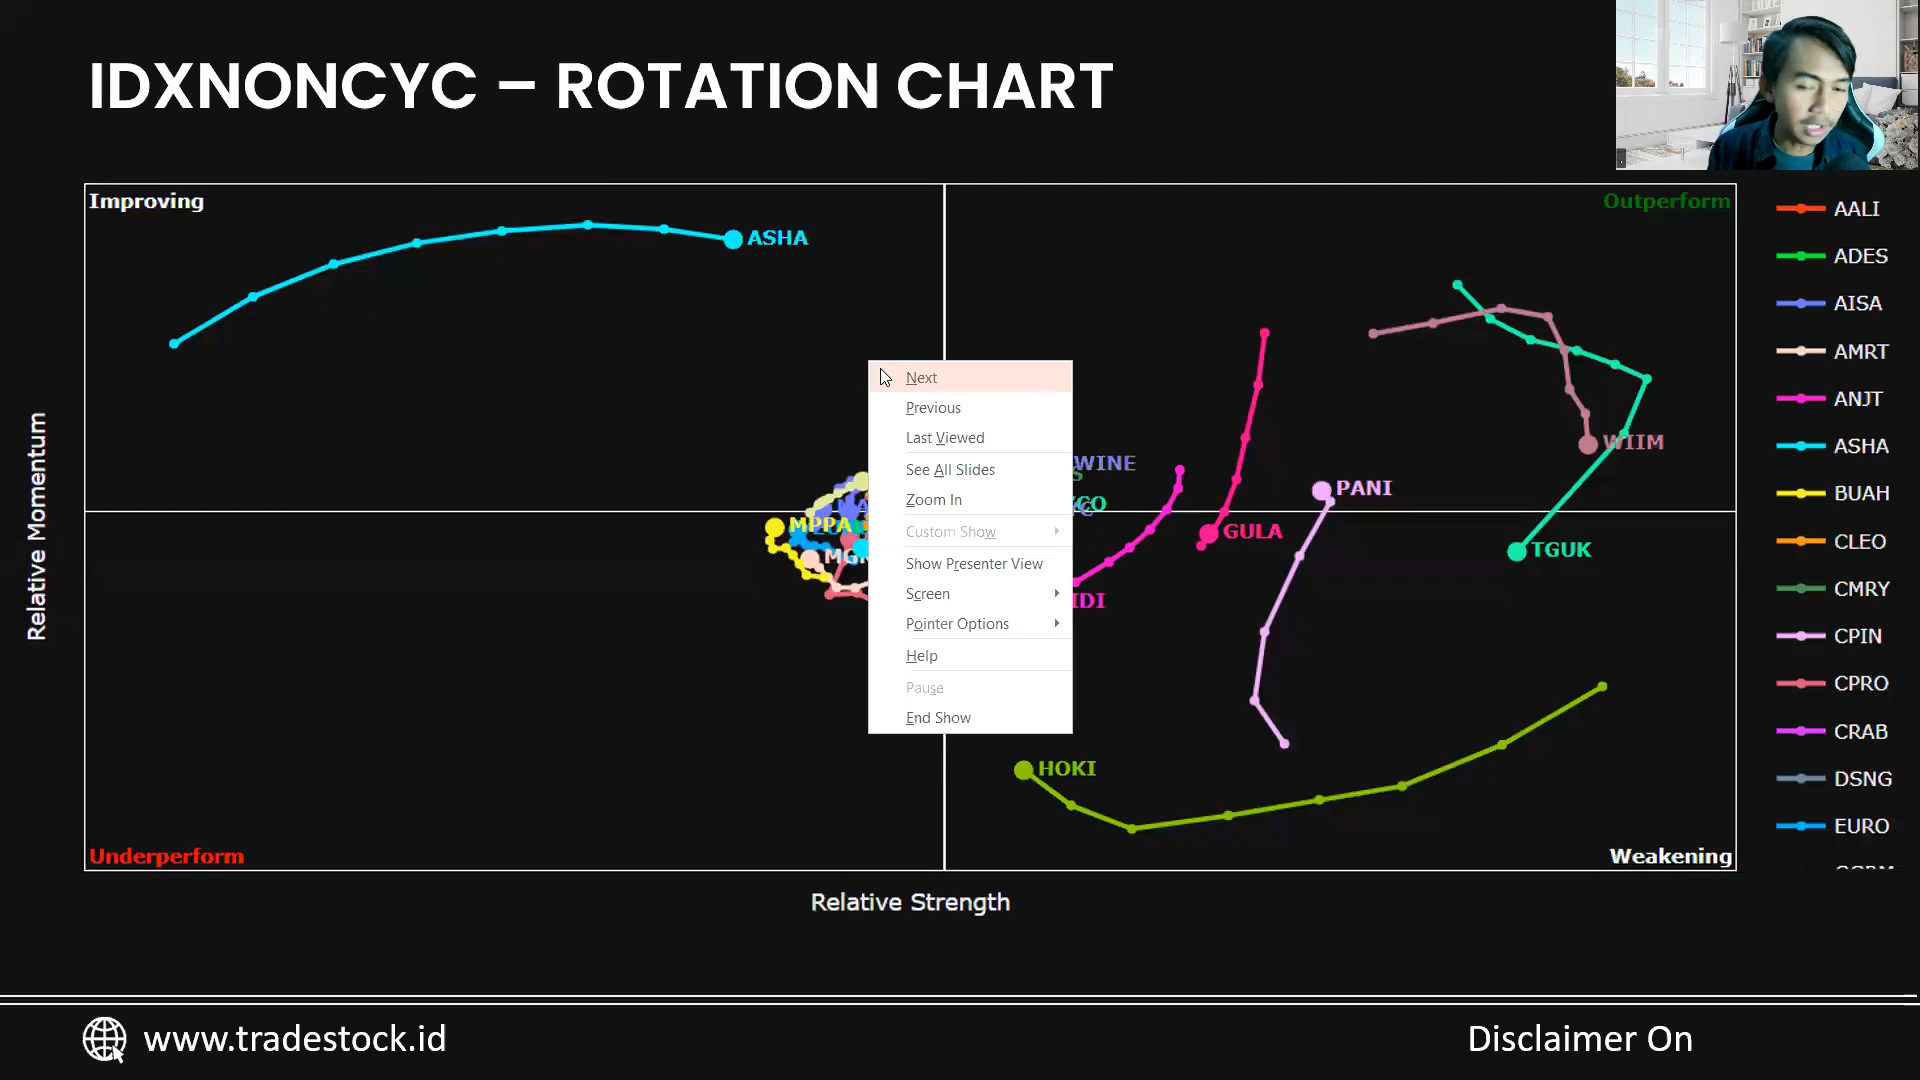 IDXNONCYC – ROTATION CHART
Improving
Outperform
ASHA
WIIM
WINE
PANI
MPPA
GULA
TGUK
HOKI
Underperform
Weakening
Relative Momentum
Relative Strength
Next
Previous
Last Viewed
See All Slides
Zoom In
Custom Show
Show Presenter View
Screen
Pointer Options
Help
Pause
End Show
AALI
ADES
AISA
AMRT
ANJT
ASHA
BUAH
CLEO
CMRY
CPIN
CPRO
CRAB
DSNG
EURO
www.tradestock.id
Disclaimer On